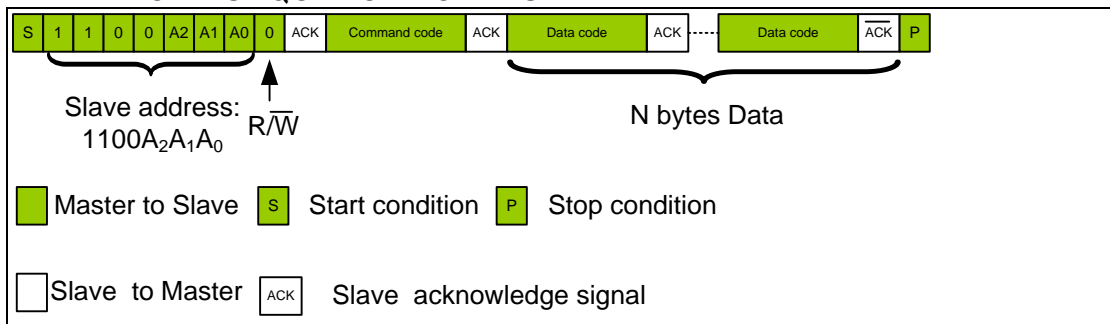 S 1 1 0 0 A2 A1 A0 0 ACK Command code ACK Data code ACK Data code A̅C̅K̅ P
Slave address:
1100A₂A₁A₀
R/W̅
N bytes Data
Master to Slave S Start condition P Stop condition
Slave to Master ACK Slave acknowledge signal